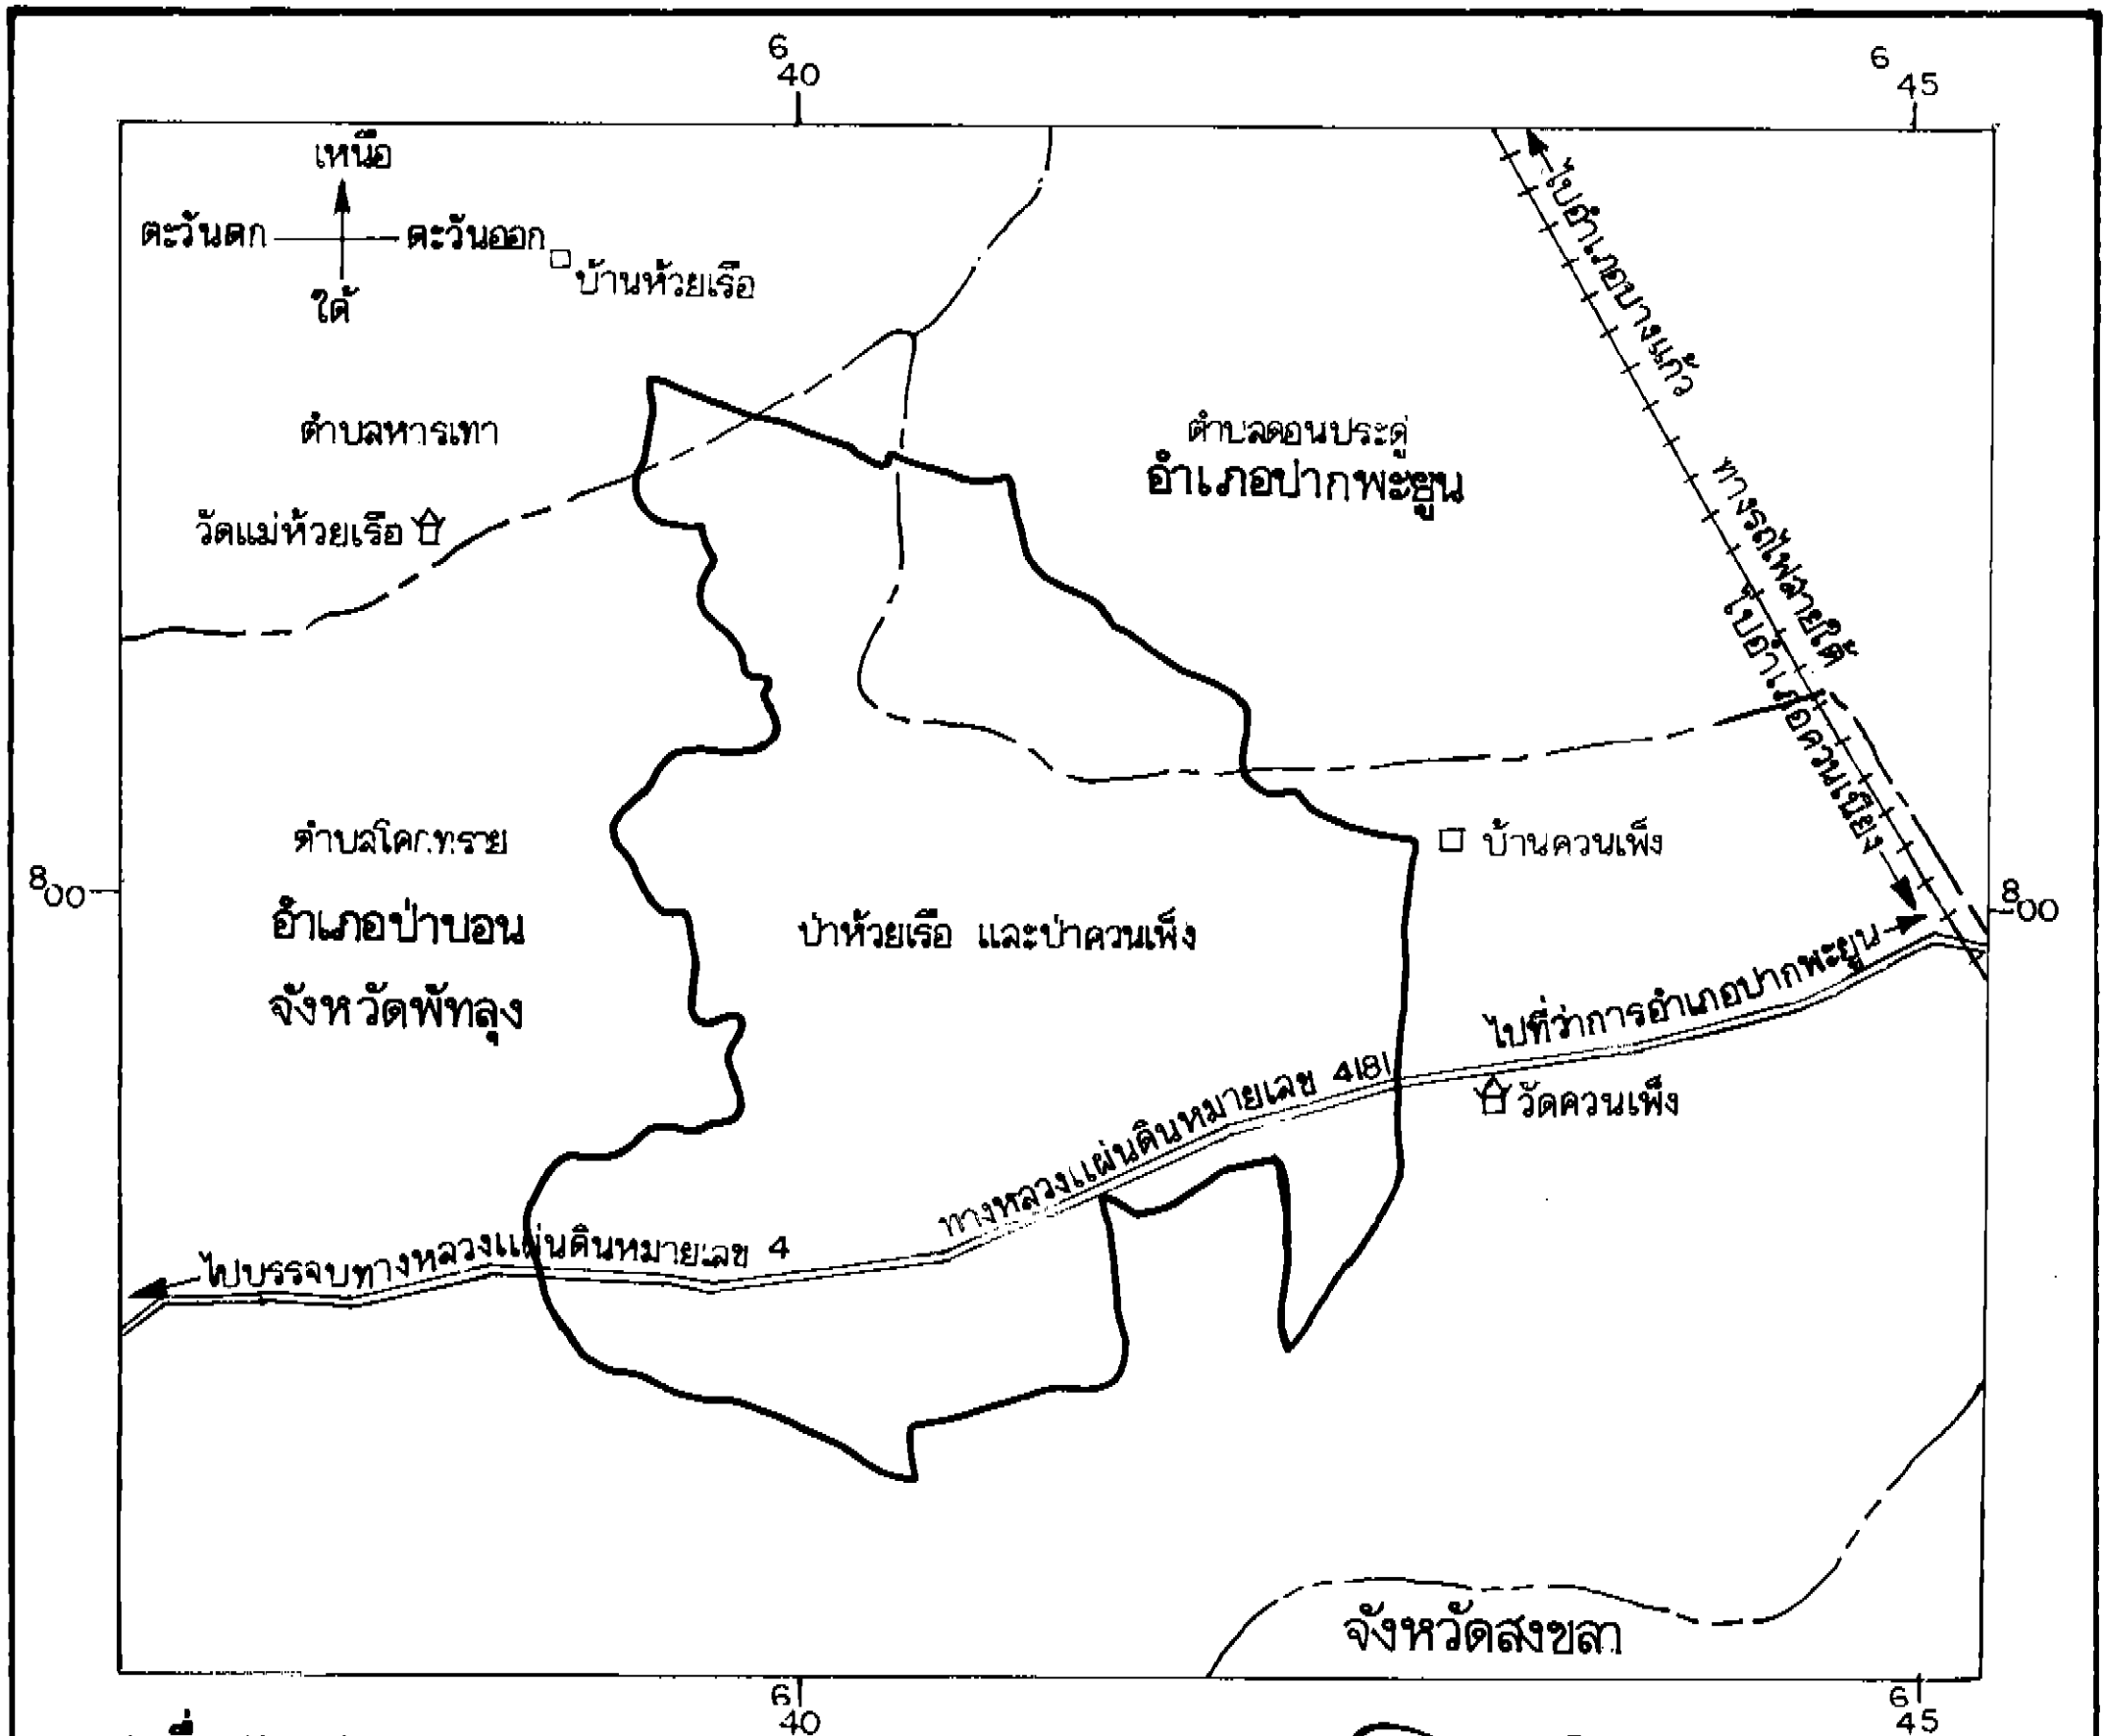 6
40
6
45
เหนือ
ตะวันตก
ตะวันออก
ใต้
บ้านห้วยเรือ
ไปอำเภอบางแก้ว
ตำบลหารเทา
ตำบลดอนประดู่
อำเภอปากพะยูน
วัดแม่ห้วยเรือ
ทางรถไฟสายใต้
ไปอำเภอควนเนียง
ตำบลโคกทราย
บ้านควนเพ็ง
8
00
8
00
อำเภอป่าบอน
ป่าห้วยเรือ และป่าควนเพ็ง
จังหวัดพัทลุง
ไปที่ว่าการอำเภอปากพะยูน
ทางหลวงแผ่นดินหมายเลข 4181
วัดควนเพ็ง
ไปบรรจบทางหลวงแผ่นดินหมายเลข 4
จังหวัดสงขลา
6
40
6
45